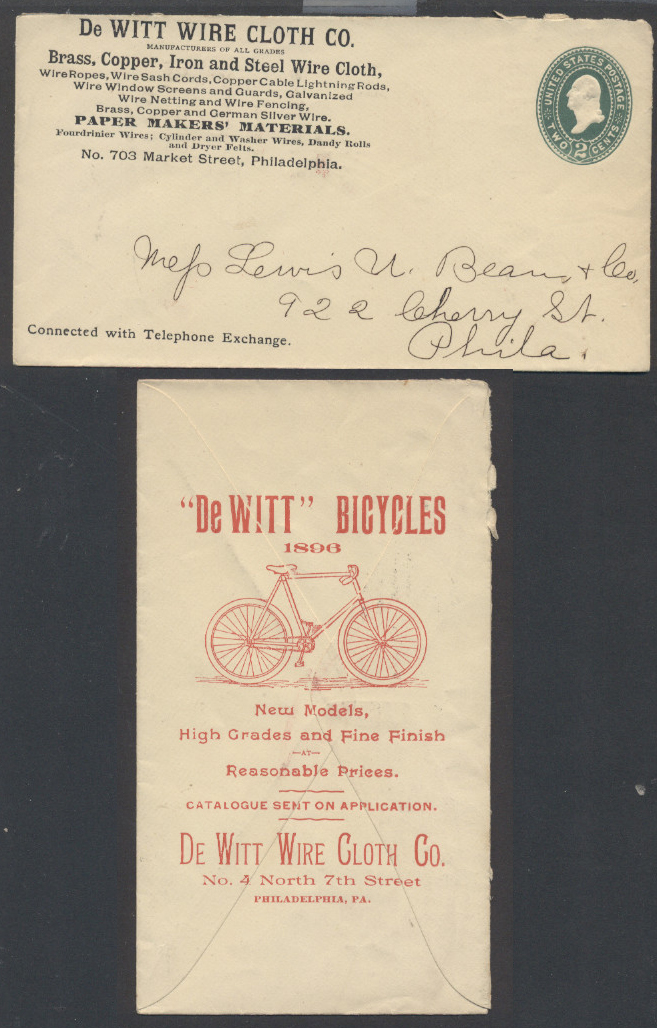 De WITT WIRE CLOTH CO.
MANUFACTURERS OF ALL GRADES
Brass, Copper, Iron and Steel Wire Cloth,
Wire Ropes, Wire Sash Cords, Copper Cable Lightning Rods,
Wire Window Screens and Guards, Galvanized
Wire Netting and Wire Fencing,
Brass, Copper and German Silver Wire.
PAPER MAKERS' MATERIALS.
Fourdrinier Wires; Cylinder and Washer Wires, Dandy Rolls
and Dryer Felts.
No. 703 Market Street, Philadelphia.
UNITED STATES POSTAGE
TWO 2 CENTS
Mess Lewis U. Bean & Co.
922 Cherry St.
Phila.
Connected with Telephone Exchange.
"De WITT" BICYCLES
1896
New Models,
High Grades and Fine Finish
—AT—
Reasonable Prices.
CATALOGUE SENT ON APPLICATION.
DE WITT WIRE CLOTH CO.
No. 4 North 7th Street
PHILADELPHIA, PA.